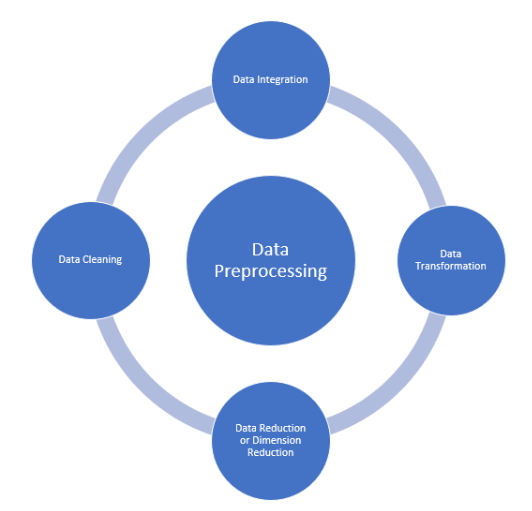 Data Integration
Data Cleaning
Data
Preprocessing
Data
Transformation
Data Reduction
or Dimension
Reduction